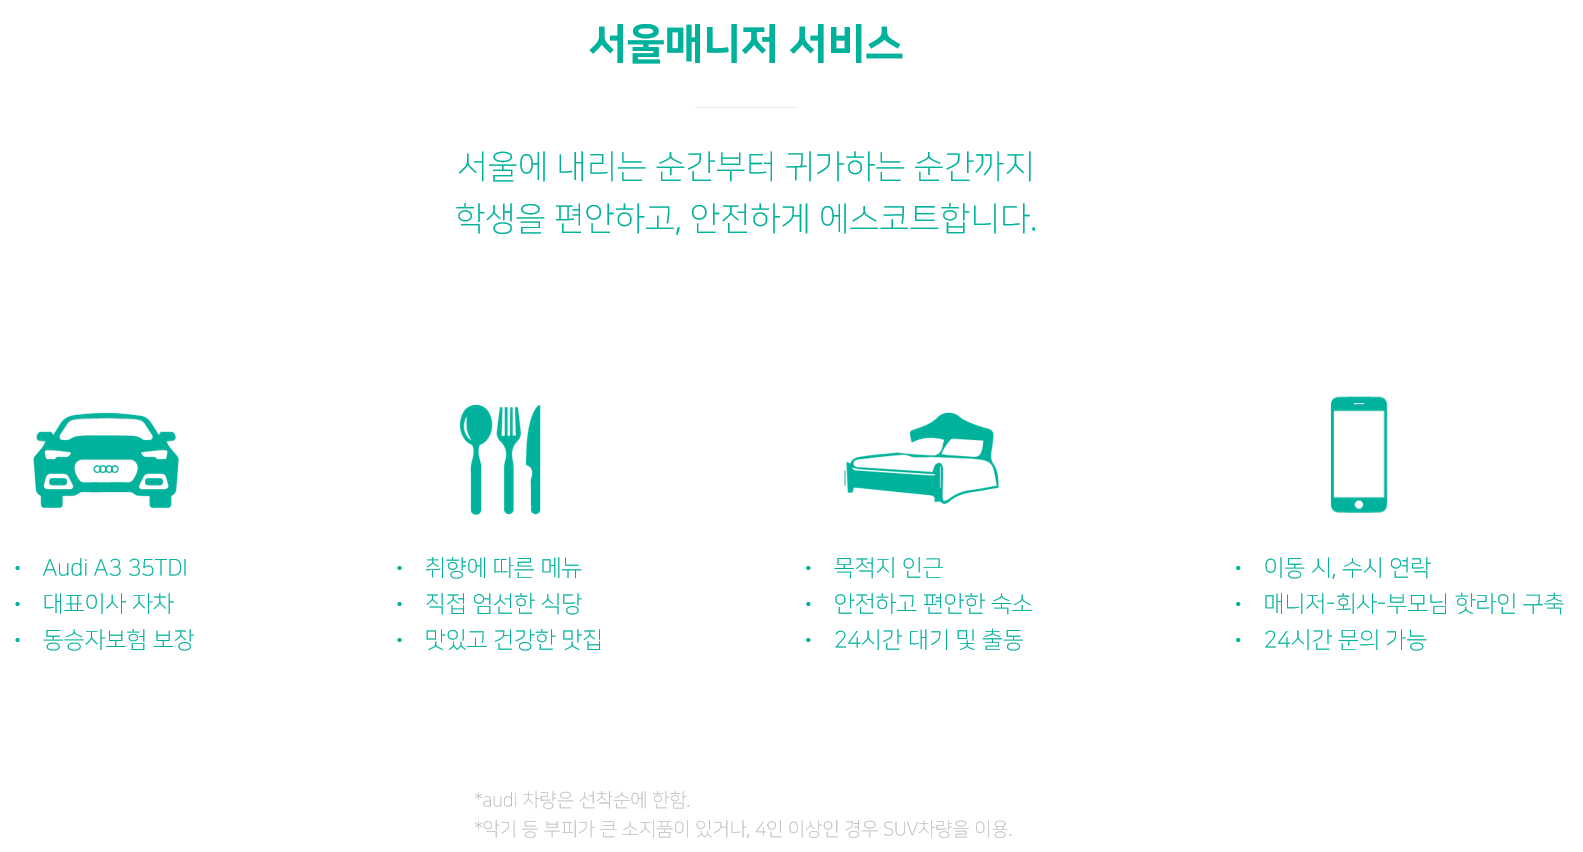 서울매니저 서비스
서울에 내리는 순간부터 귀가하는 순간까지
학생을 편안하고, 안전하게 에스코트합니다.
• Audi A3 35TDI
• 대표이사 자차
• 동승자보험 보장
• 취향에 따른 메뉴
• 직접 엄선한 식당
• 맛있고 건강한 맛집
• 목적지 인근
• 안전하고 편안한 숙소
• 24시간 대기 및 출동
• 이동 시, 수시 연락
• 매니저-회사-부모님 핫라인 구축
• 24시간 문의 가능
*audi 차량은 선착순에 한함.
*악기 등 부피가 큰 소지품이 있거나, 4인 이상인 경우 SUV차량을 이용.